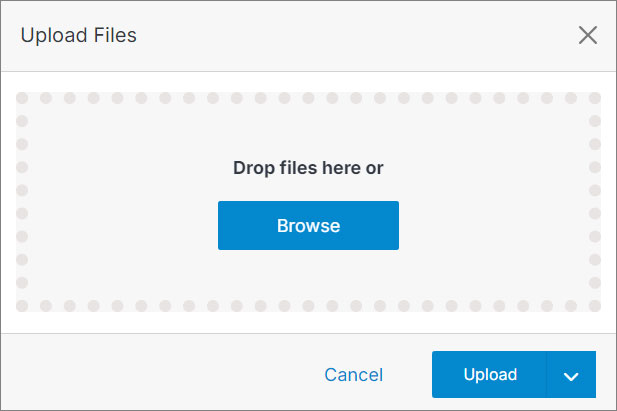 Upload Files
Drop files here or
Browse
Cancel
Upload